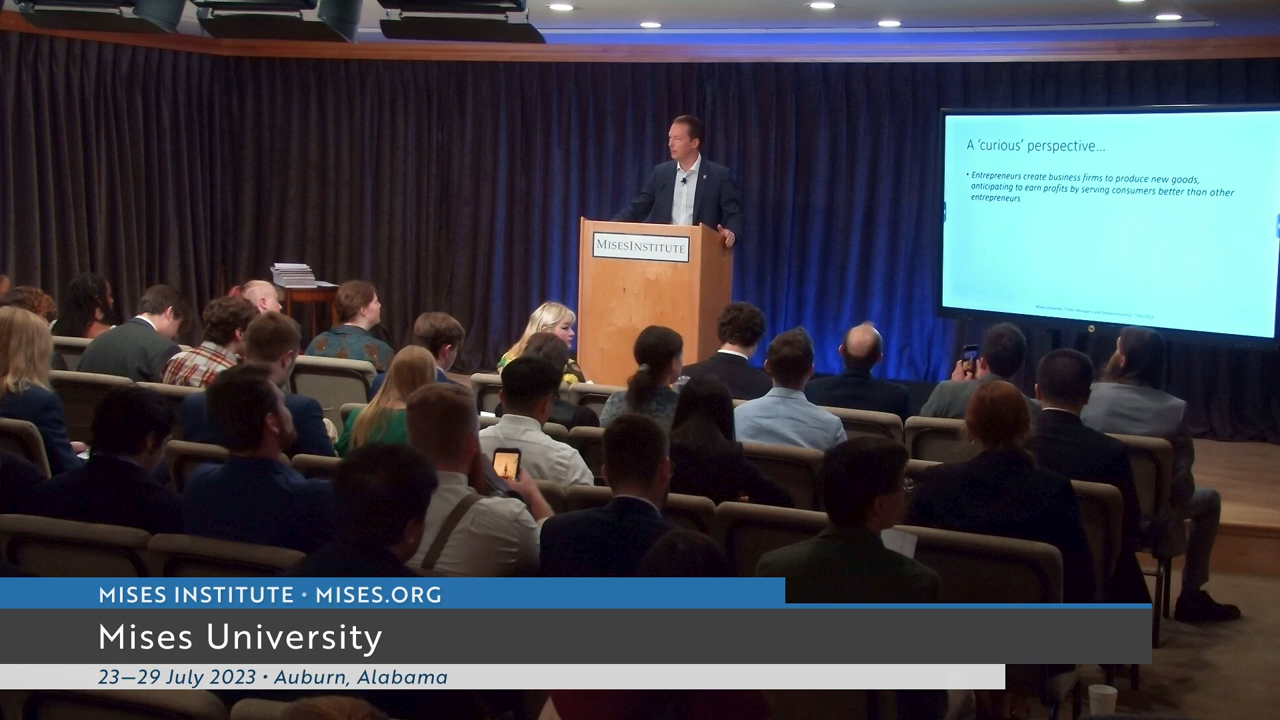 A 'curious' perspective...
• Entrepreneurs create business firms to produce new goods,
anticipating to earn profits by serving consumers better than other
entrepreneurs
MISESINSTITUTE
MISES INSTITUTE • MISES.ORG
Mises University
23—29 July 2023 • Auburn, Alabama